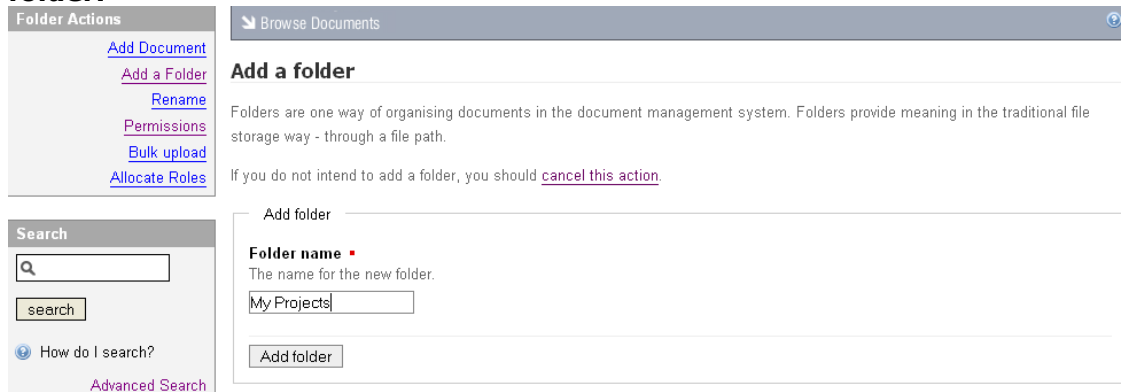 Folder Actions
Add Document
Add a Folder
Rename
Permissions
Bulk upload
Allocate Roles
Search
search
How do I search?
Advanced Search
Browse Documents
Add a folder
Folders are one way of organising documents in the document management system. Folders provide meaning in the traditional file
storage way - through a file path.
If you do not intend to add a folder, you should cancel this action.
Add folder
Folder name
The name for the new folder.
My Projects
Add folder